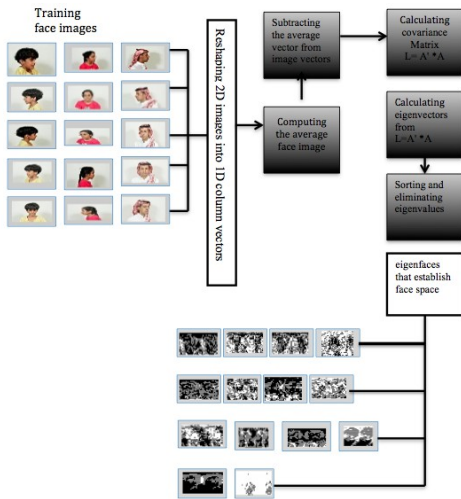 Training
face images
Reshaping 2D images into 1D column vectors
Subtracting
the average
vector from
image vectors
Computing
the average
face image
Calculating
covariance
Matrix
L= A' *A
Calculating
eigenvectors
from
L=A' *A
Sorting and
eliminating
eigenvalues
eigenfaces
that establish
face space